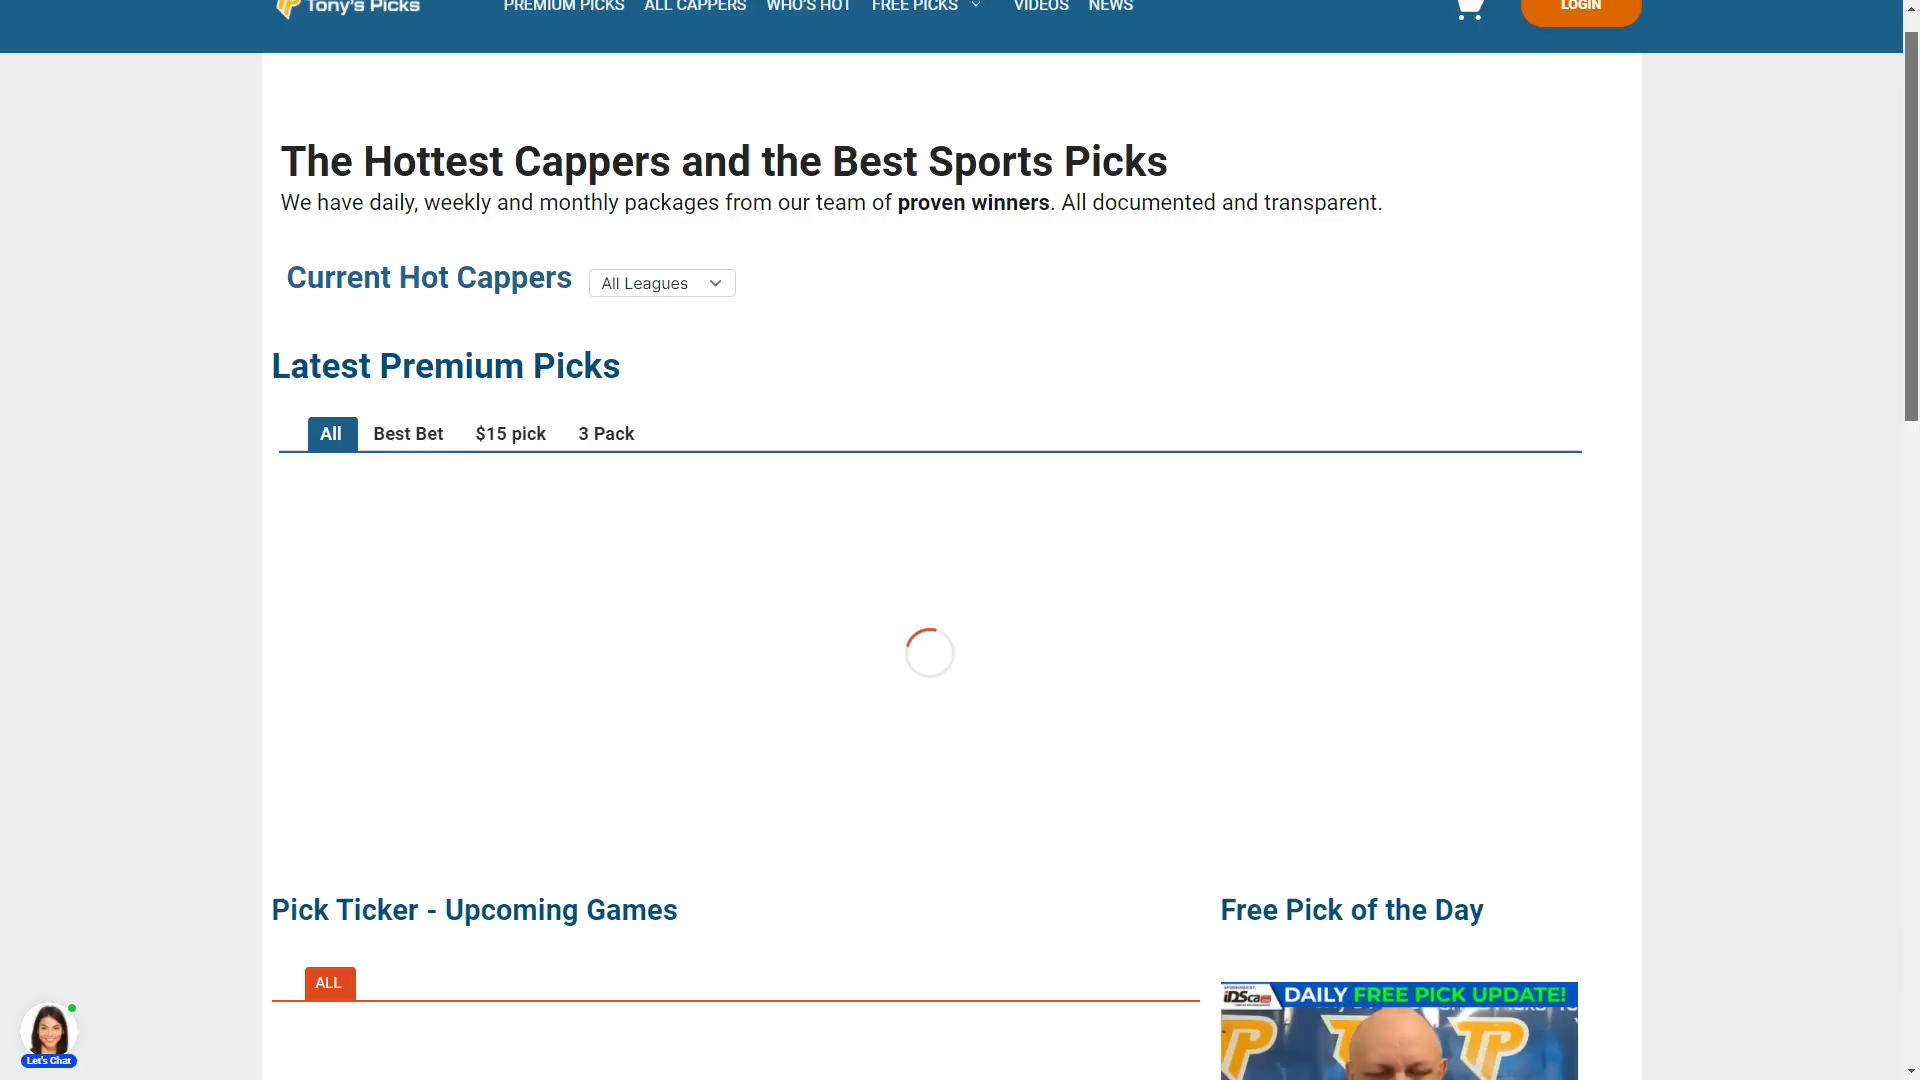 Tony's Picks
PREMIUM PICKS ALL CAPPERS WHO'S HOT FREE PICKS VIDEOS NEWS
LOGIN
The Hottest Cappers and the Best Sports Picks
We have daily, weekly and monthly packages from our team of proven winners. All documented and transparent.
Current Hot Cappers
All Leagues
Latest Premium Picks
All Best Bet $15 pick 3 Pack
Pick Ticker - Upcoming Games
Free Pick of the Day
ALL
iDSca
DAILY FREE PICK UPDATE!
TP
Let's Chat